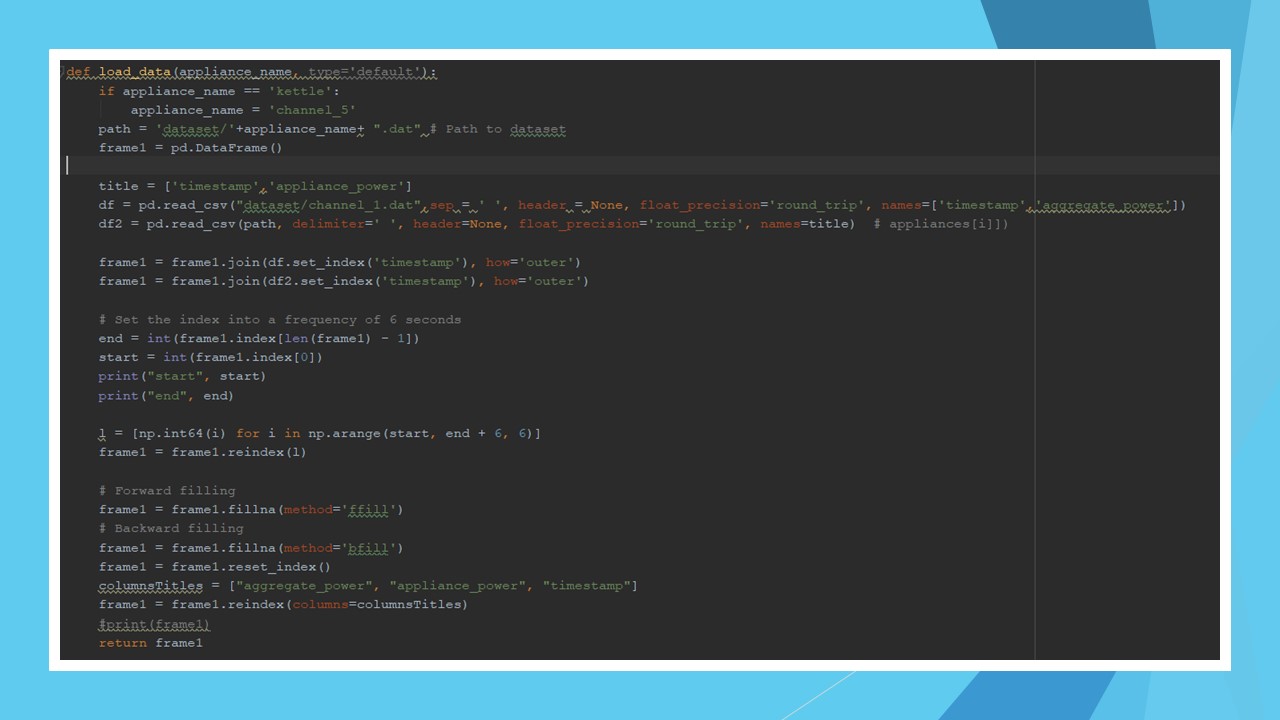 def load_data(appliance_name, type='default'):
if appliance_name == 'kettle':
appliance_name = 'channel_5'
path = 'dataset/'+appliance_name+ ".dat" # Path to dataset
frame1 = pd.DataFrame()
title = ['timestamp','appliance_power']
df = pd.read_csv("dataset/channel_1.dat",sep = ' ', header = None, float_precision='round_trip', names=['timestamp','aggregate_power'])
df2 = pd.read_csv(path, delimiter=' ', header=None, float_precision='round_trip', names=title)  # appliances[i]])
frame1 = frame1.join(df.set_index('timestamp'), how='outer')
frame1 = frame1.join(df2.set_index('timestamp'), how='outer')
# Set the index into a frequency of 6 seconds
end = int(frame1.index[len(frame1) - 1])
start = int(frame1.index[0])
print("start", start)
print("end", end)
l = [np.int64(i) for i in np.arange(start, end + 6, 6)]
frame1 = frame1.reindex(l)
# Forward filling
frame1 = frame1.fillna(method='ffill')
# Backward filling
frame1 = frame1.fillna(method='bfill')
frame1 = frame1.reset_index()
columnsTitles = ["aggregate_power", "appliance_power", "timestamp"]
frame1 = frame1.reindex(columns=columnsTitles)
#print(frame1)
return frame1